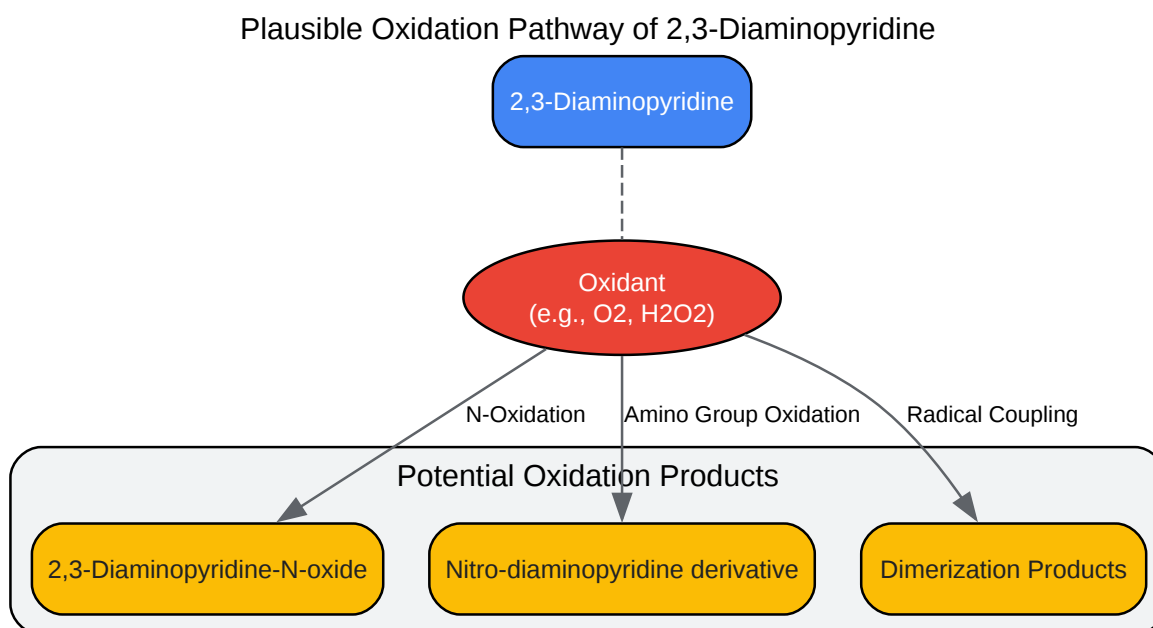 Plausible Oxidation Pathway of 2,3-Diaminopyridine
2,3-Diaminopyridine
Oxidant
(e.g., O2, H2O2)
N-Oxidation
Amino Group Oxidation
Radical Coupling
Potential Oxidation Products
2,3-Diaminopyridine-N-oxide
Nitro-diaminopyridine derivative
Dimerization Products